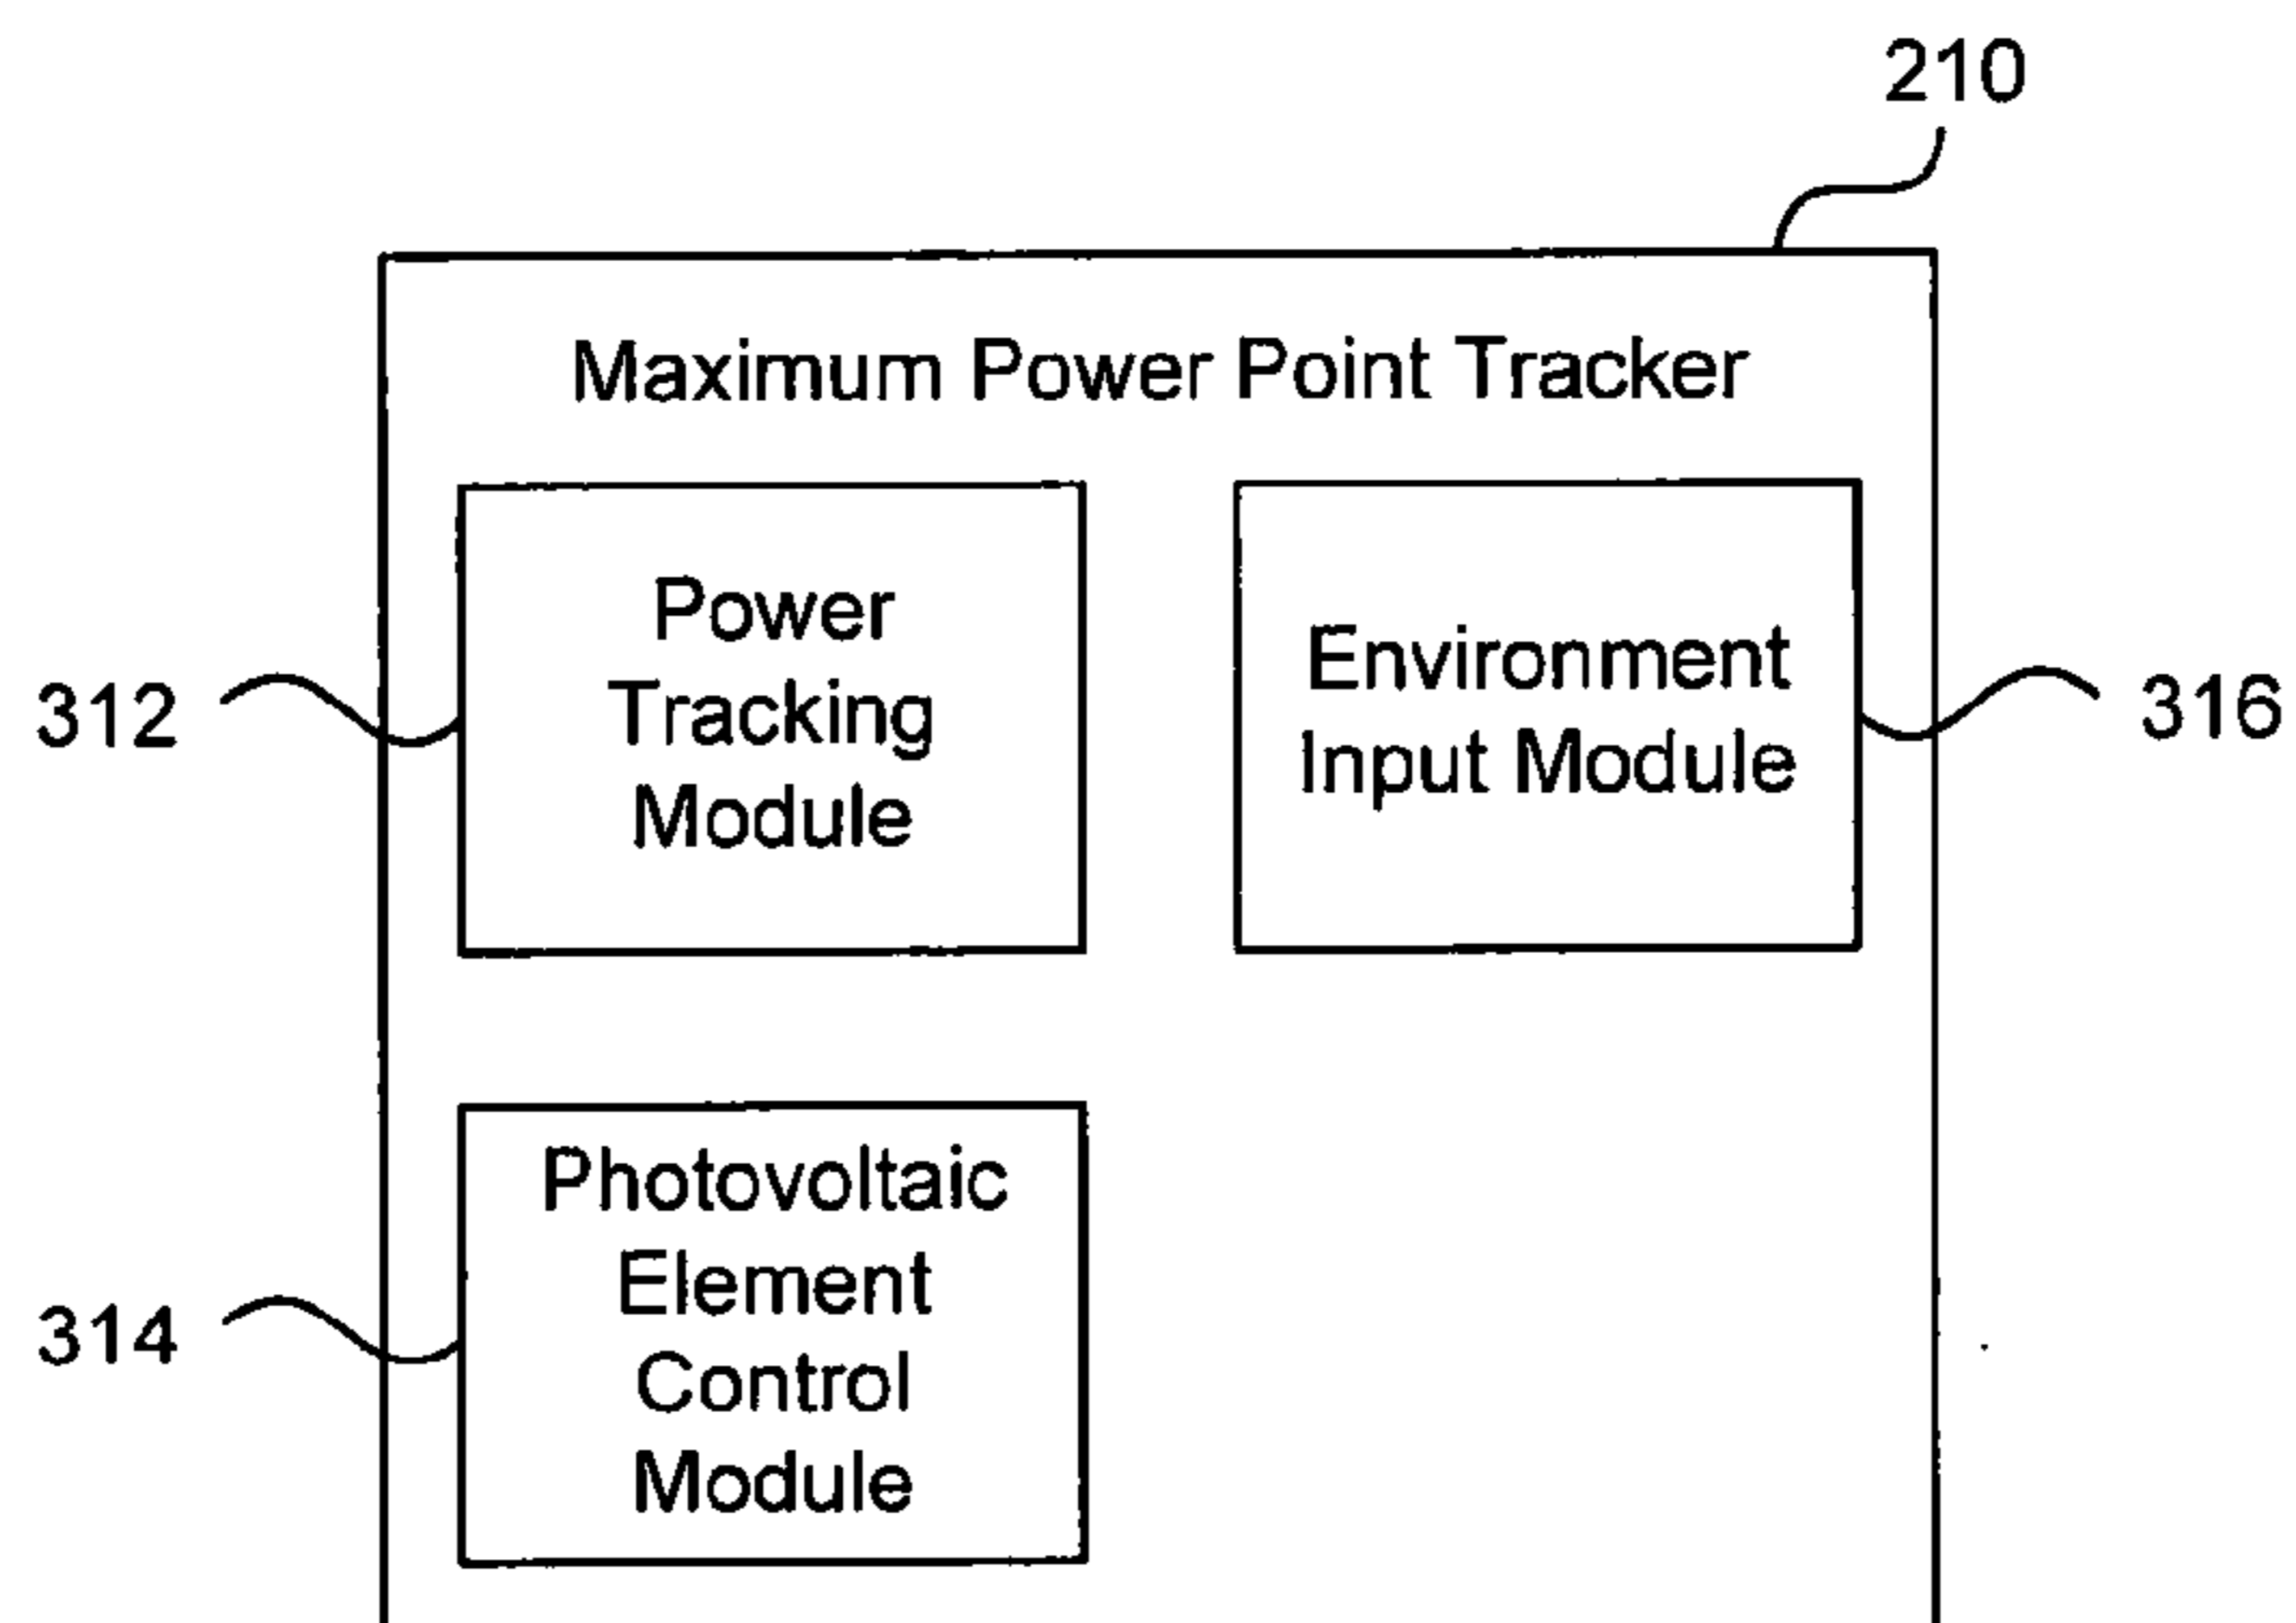 210
Maximum Power Point Tracker
Power
Tracking
Module
312
Environment
Input Module
316
Photovoltaic
Element
Control
Module
314